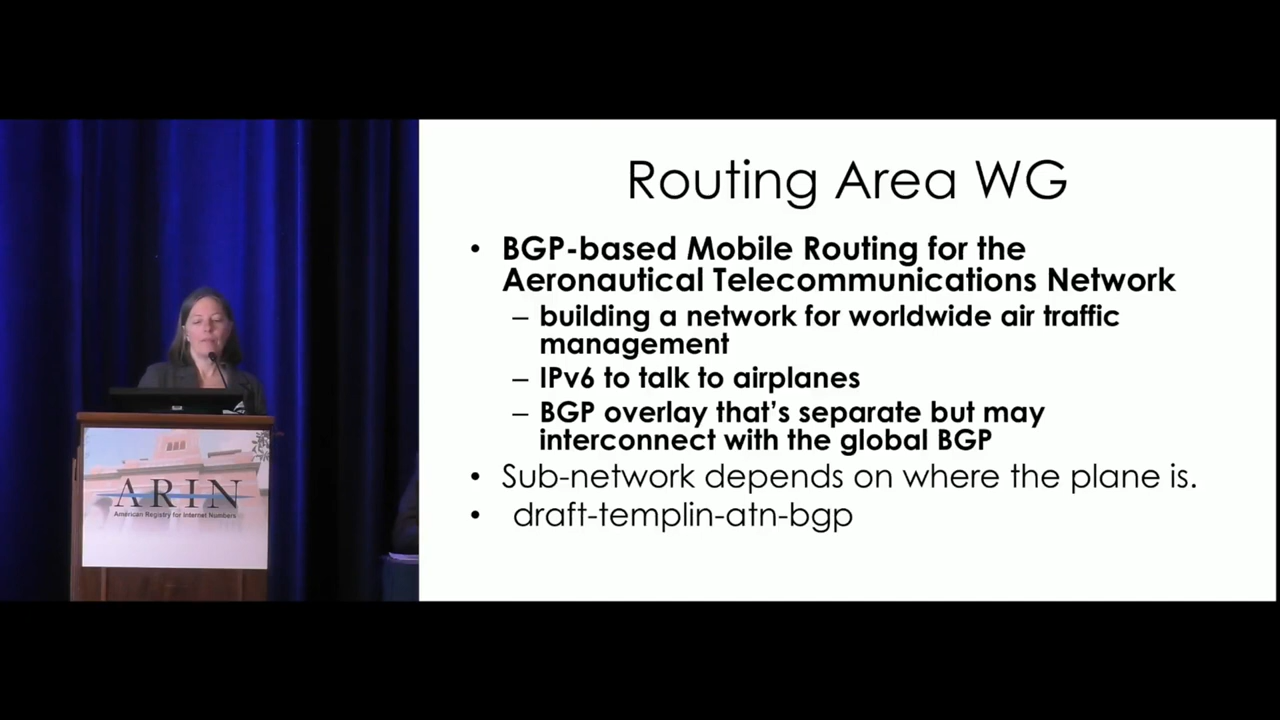 Routing Area WG
• BGP-based Mobile Routing for the
Aeronautical Telecommunications Network
– building a network for worldwide air traffic
management
– IPv6 to talk to airplanes
– BGP overlay that's separate but may
interconnect with the global BGP
• Sub-network depends on where the plane is.
• draft-templin-atn-bgp
ARIN
American Registry for Internet Numbers